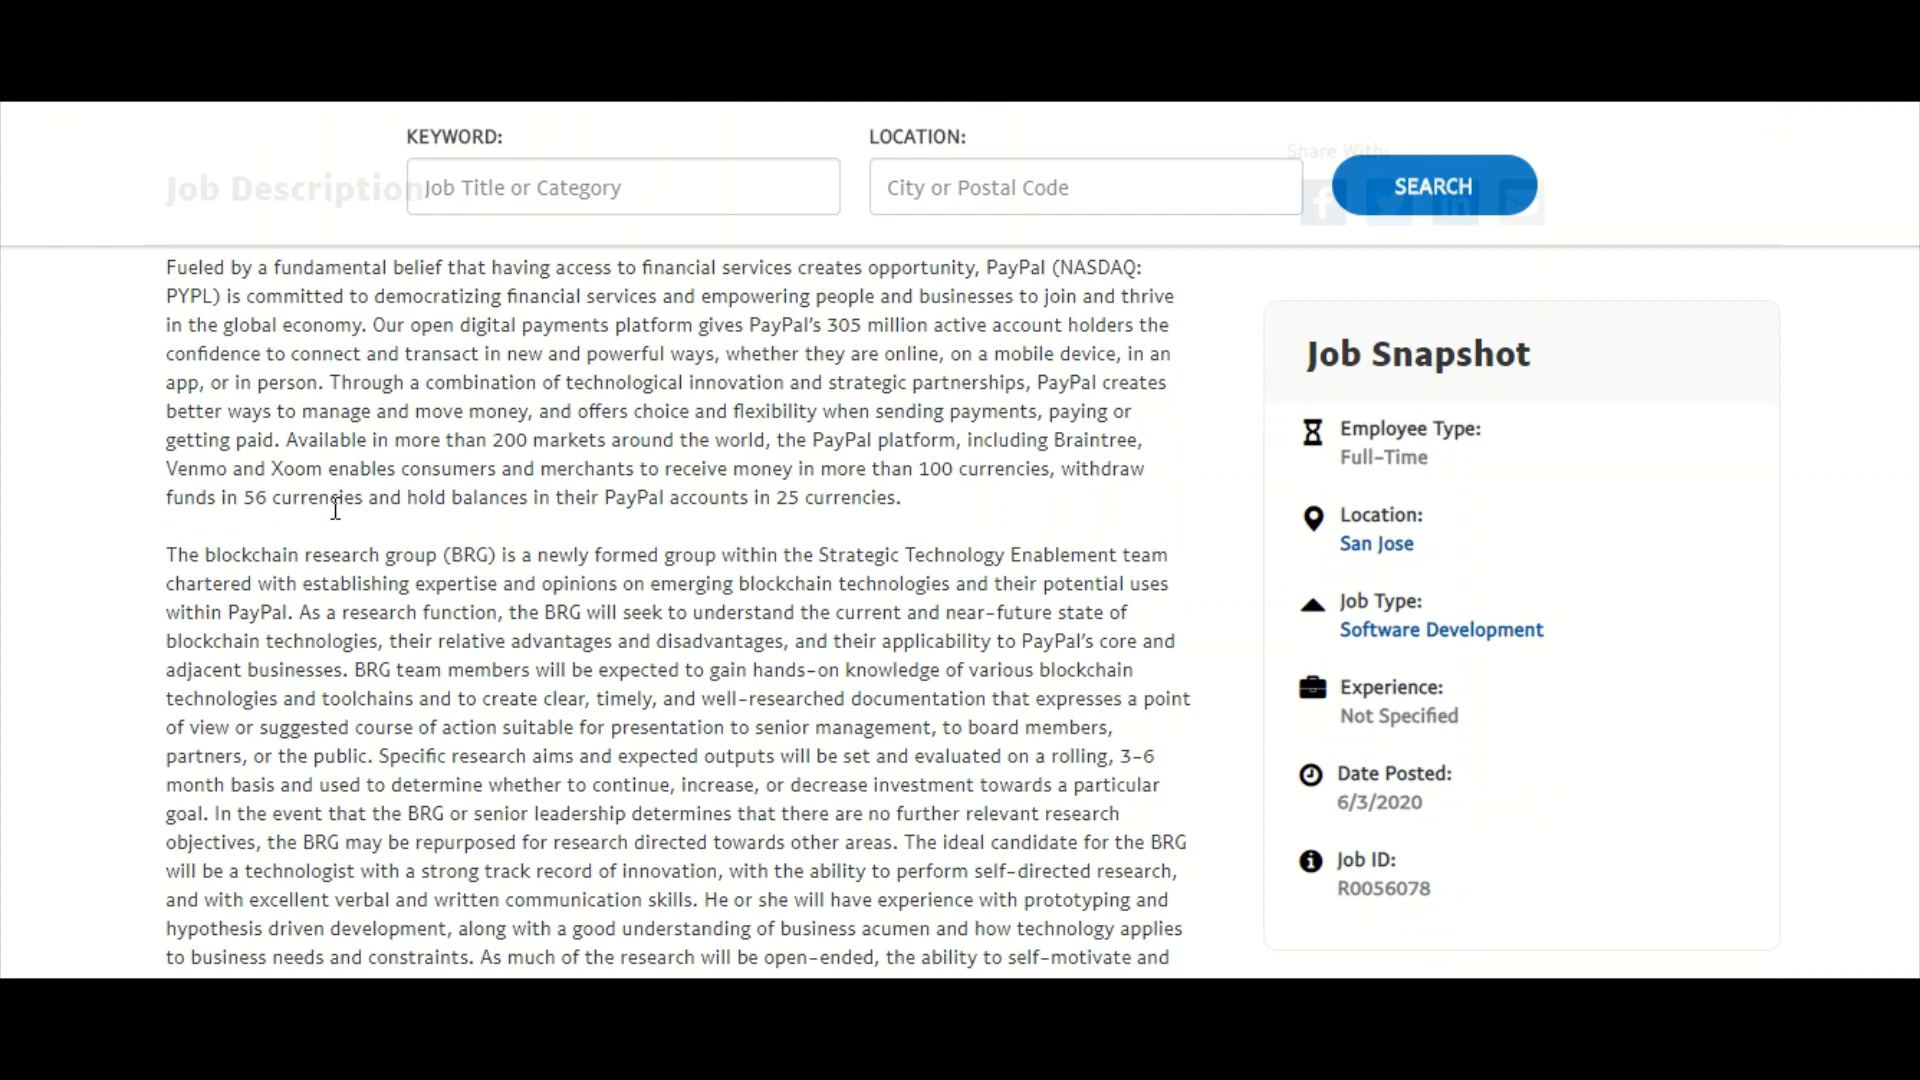 KEYWORD:
LOCATION:
Share With:
Job Description
Job Title or Category
City or Postal Code
SEARCH
Fueled by a fundamental belief that having access to financial services creates opportunity, PayPal (NASDAQ:
PYPL) is committed to democratizing financial services and empowering people and businesses to join and thrive
in the global economy. Our open digital payments platform gives PayPal’s 305 million active account holders the
confidence to connect and transact in new and powerful ways, whether they are online, on a mobile device, in an
app, or in person. Through a combination of technological innovation and strategic partnerships, PayPal creates
better ways to manage and move money, and offers choice and flexibility when sending payments, paying or
getting paid. Available in more than 200 markets around the world, the PayPal platform, including Braintree,
Venmo and Xoom enables consumers and merchants to receive money in more than 100 currencies, withdraw
funds in 56 currencies and hold balances in their PayPal accounts in 25 currencies.
The blockchain research group (BRG) is a newly formed group within the Strategic Technology Enablement team
chartered with establishing expertise and opinions on emerging blockchain technologies and their potential uses
within PayPal. As a research function, the BRG will seek to understand the current and near-future state of
blockchain technologies, their relative advantages and disadvantages, and their applicability to PayPal’s core and
adjacent businesses. BRG team members will be expected to gain hands-on knowledge of various blockchain
technologies and toolchains and to create clear, timely, and well-researched documentation that expresses a point
of view or suggested course of action suitable for presentation to senior management, to board members,
partners, or the public. Specific research aims and expected outputs will be set and evaluated on a rolling, 3-6
month basis and used to determine whether to continue, increase, or decrease investment towards a particular
goal. In the event that the BRG or senior leadership determines that there are no further relevant research
objectives, the BRG may be repurposed for research directed towards other areas. The ideal candidate for the BRG
will be a technologist with a strong track record of innovation, with the ability to perform self-directed research,
and with excellent verbal and written communication skills. He or she will have experience with prototyping and
hypothesis driven development, along with a good understanding of business acumen and how technology applies
to business needs and constraints. As much of the research will be open-ended, the ability to self-motivate and
Job Snapshot
Employee Type:
Full-Time
Location:
San Jose
Job Type:
Software Development
Experience:
Not Specified
Date Posted:
6/3/2020
Job ID:
R0056078